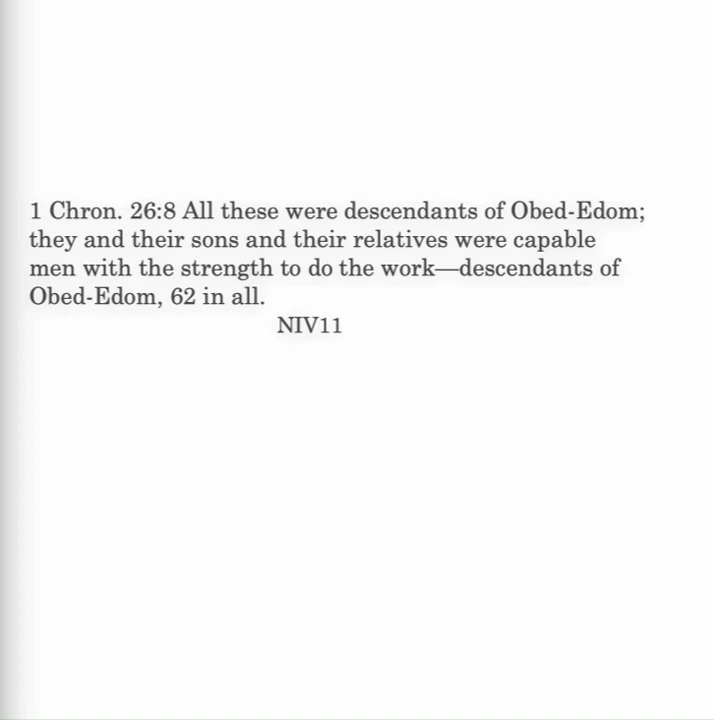 1 Chron. 26:8 All these were descendants of Obed-Edom;
they and their sons and their relatives were capable
men with the strength to do the work—descendants of
Obed-Edom, 62 in all.
NIV11